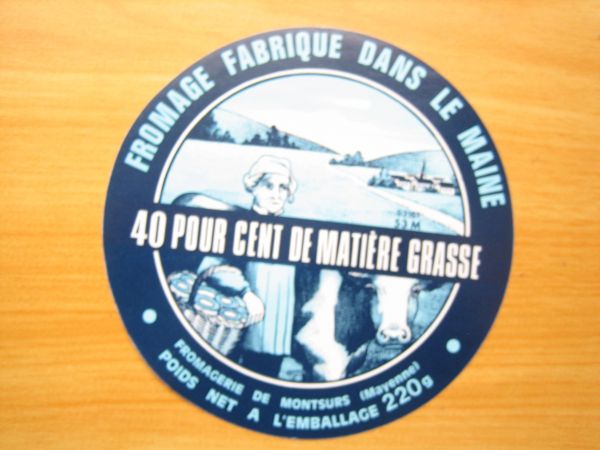 FROMAGE FABRIQUE DANS LE MAINE
53 M
40 POUR CENT DE MATIÈRE GRASSE
FROMAGERIE DE MONTSURS (Mayenne)
POIDS NET A L'EMBALLAGE 220g